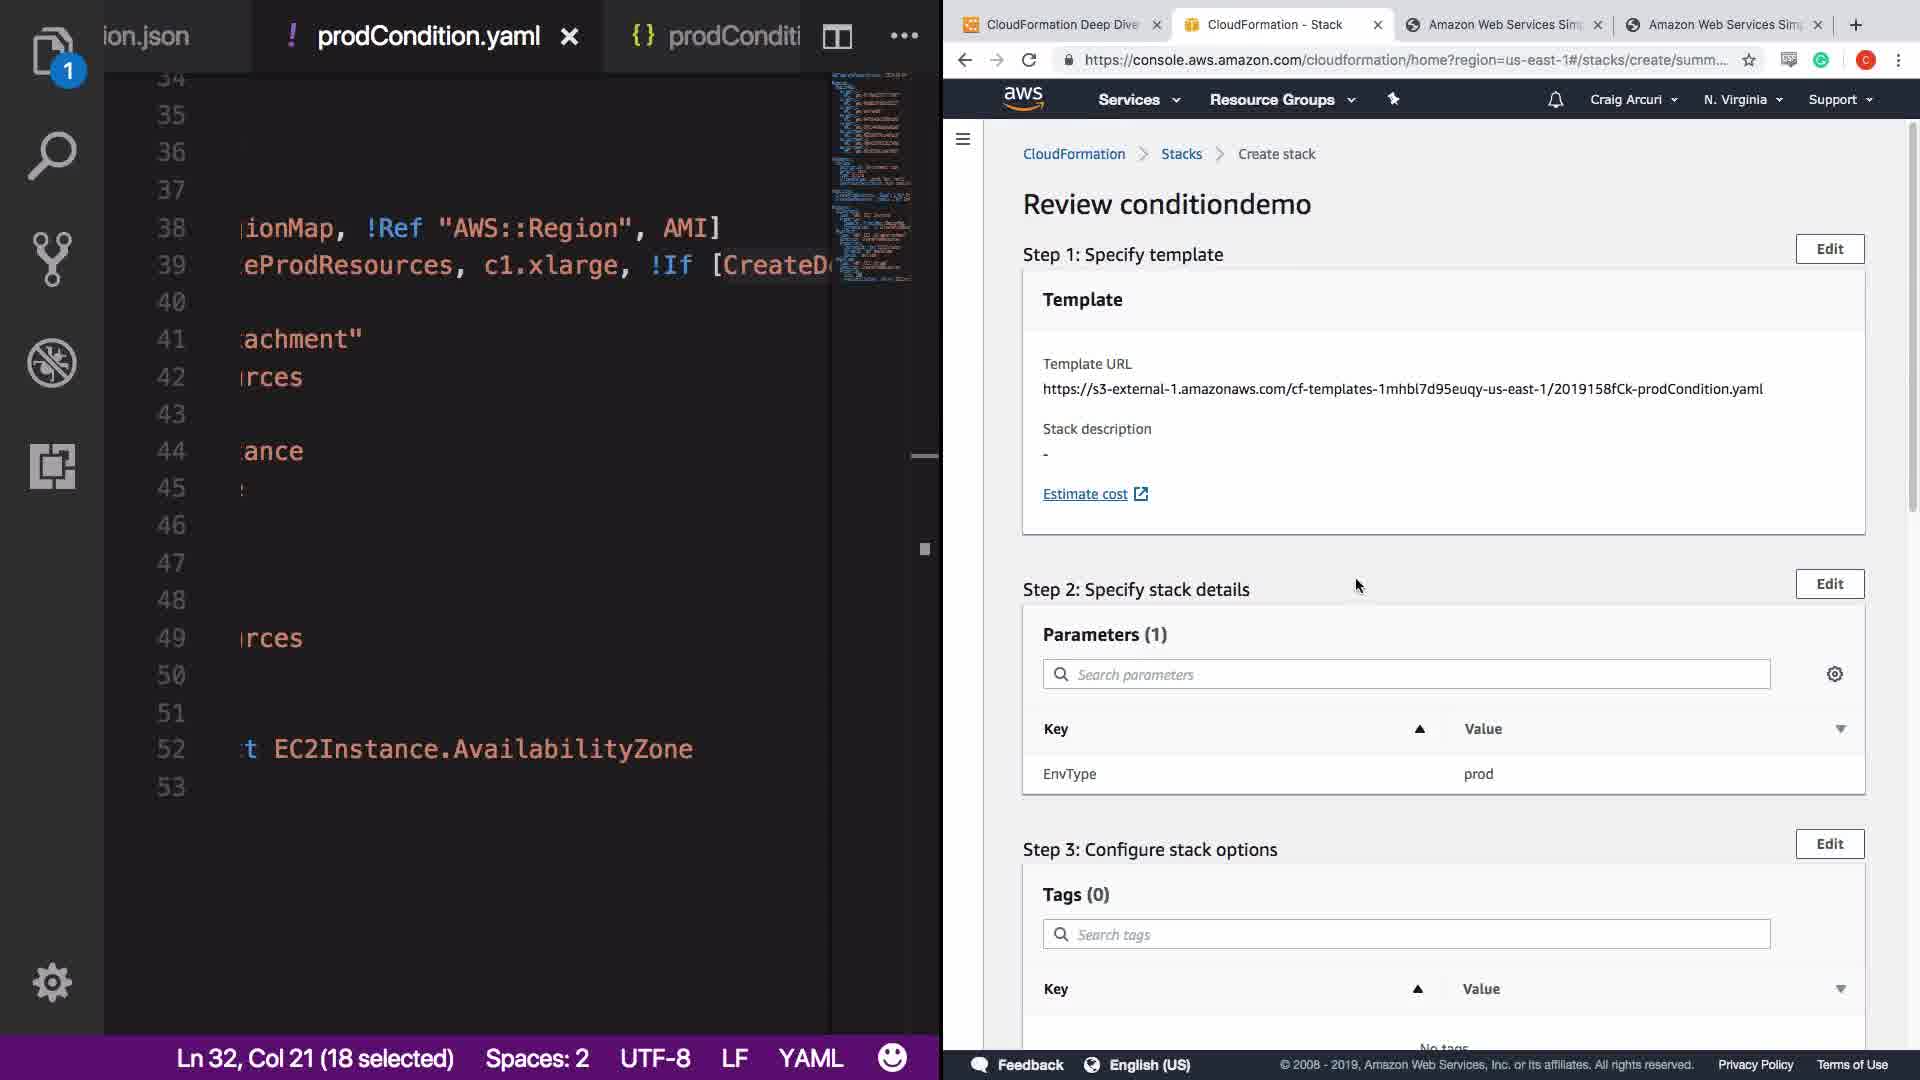 ion.json
! prodCondition.yaml
{} prodConditi
1
34
35
36
37
38 ionMap, !Ref "AWS::Region", AMI]
39 eProdResources, c1.xlarge, !If [CreateD
40
41 achment"
42 rces
43
44 ance
45
46
47
48
49 rces
50
51
52 t EC2Instance.AvailabilityZone
53
Ln 32, Col 21 (18 selected) Spaces: 2 UTF-8 LF YAML
CloudFormation Deep Dive
CloudFormation - Stack
Amazon Web Services Sim
Amazon Web Services Sim
https://console.aws.amazon.com/cloudformation/home?region=us-east-1#/stacks/create/summ...
C
aws Services Resource Groups Craig Arcuri N. Virginia Support
CloudFormation Stacks Create stack
Review conditiondemo
Step 1: Specify template Edit
Template
Template URL
https://s3-external-1.amazonaws.com/cf-templates-1mhbl7d95euqy-us-east-1/2019158fCk-prodCondition.yaml
Stack description
-
Estimate cost
Step 2: Specify stack details Edit
Parameters (1)
Search parameters
Key Value
EnvType prod
Step 3: Configure stack options Edit
Tags (0)
Search tags
Key Value
No tags
Feedback English (US) © 2008 - 2019, Amazon Web Services, Inc. or its affiliates. All rights reserved. Privacy Policy Terms of Use